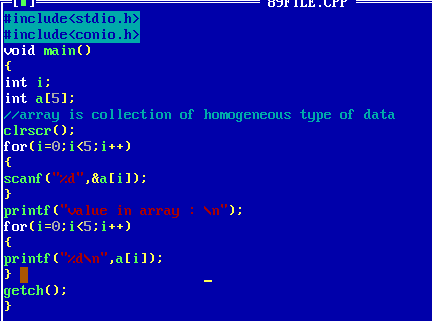 [▪] 89FILE.CPP
#include<stdio.h>
#include<conio.h>
void main()
{
int i;
int a[5];
//array is collection of homogeneous type of data
clrscr();
for(i=0;i<5;i++)
{
scanf("%d",&a[i]);
}
printf("value in array : \n");
for(i=0;i<5;i++)
{
printf("%d\n",a[i]);
}
getch();
}